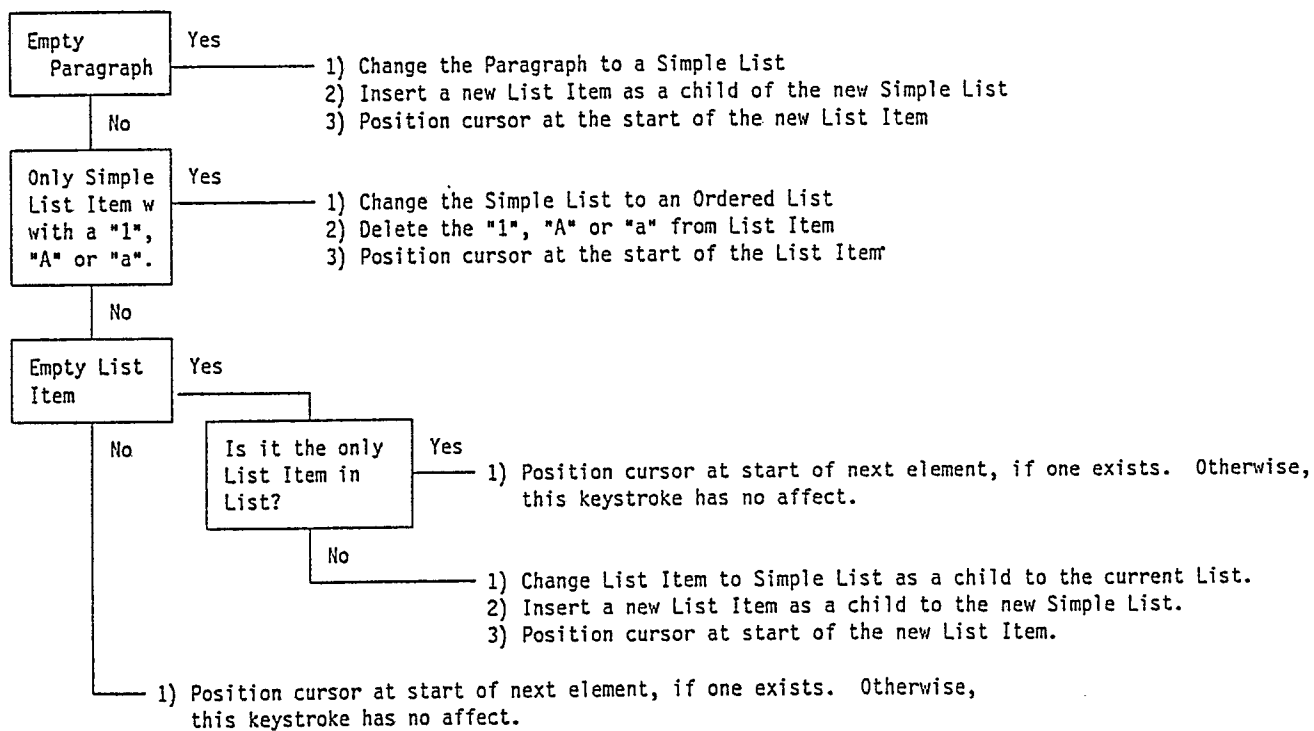 Empty
Paragraph
Yes
1) Change the Paragraph to a Simple List
2) Insert a new List Item as a child of the new Simple List
3) Position cursor at the start of the new List Item
No
Only Simple
List Item w
with a "1",
"A" or "a".
Yes
1) Change the Simple List to an Ordered List
2) Delete the "1", "A" or "a" from List Item
3) Position cursor at the start of the List Item
No
Empty List
Item
Yes
No
Is it the only
List Item in
List?
Yes
1) Position cursor at start of next element, if one exists. Otherwise,
this keystroke has no affect.
No
1) Change List Item to Simple List as a child to the current List.
2) Insert a new List Item as a child to the new Simple List.
3) Position cursor at start of the new List Item.
1) Position cursor at start of next element, if one exists. Otherwise,
this keystroke has no affect.